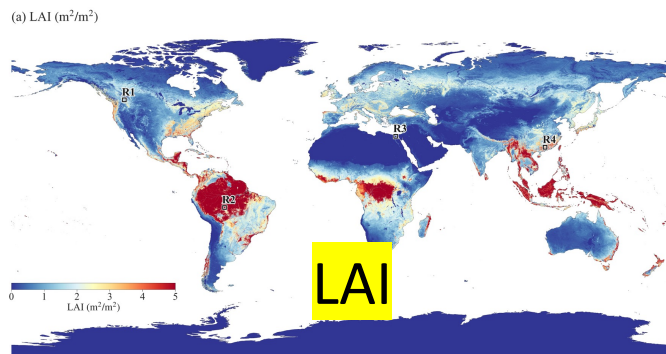 (a) LAI (m²/m²)
R1
R3
R4
R2
LAI
0 1 2 3 4 5
LAI (m²/m²)